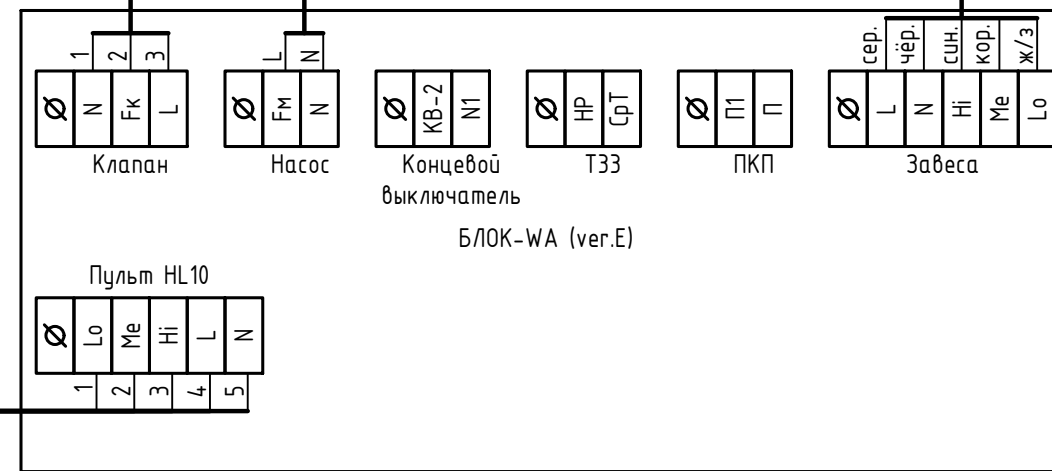 1 2 3
L N
сер. чёр. син. кор. ж/з
Ø N Fк L
Ø Fм N
Ø КВ-2 N1
Ø НР СрТ
Ø П1 П
Ø L N Hi Me Lo
Клапан
Насос
Концевой
выключатель
ТЗЗ
ПКП
Завеса
БЛОК-WA (ver.E)
Пульт HL10
Ø Lo Me Hi L N
1 2 3 4 5